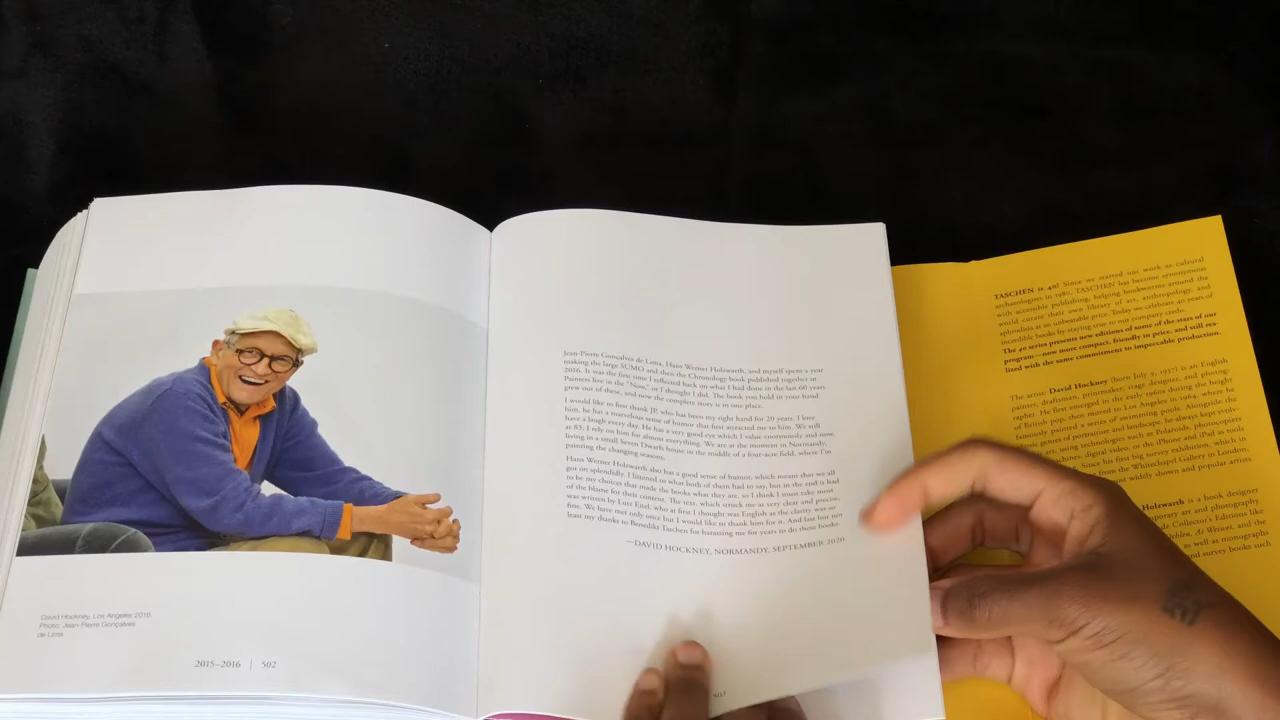 David Hockney, Los Angeles 2016.
Photo: Jean-Pierre Gonçalves
de Lima
2015–2016 | 502
Jean-Pierre Gonçalves de Lima, Hans Werner Holzwarth, and myself spent a year
making the large SUMO and then the Chronology book published together in
2016. It was the first time I reflected back on what I had done in the last 60 years.
Painters live in the "Now," or I thought I did. The book you hold in your hand
grew out of these, and now the complete story is in one place.
I would like to first thank JP, who has been my right hand for 20 years. I love
him, he has a marvelous sense of humor that first attracted me to him. We still
have a laugh every day. He has a very good eye which I value enormously and now,
at 83, I rely on him for almost everything. We are at the moment in Normandy,
living in a small Seven Dwarfs house in the middle of a four-acre field, where I'm
painting the changing seasons.
Hans Werner Holzwarth also has a good sense of humor, which means that we all
got on splendidly. I listened to what both of them had to say, but in the end it had
to be my choices that made the books what they are, so I think I must take most
of the blame for their content. The text, which struck me as very clear and precise,
was written by Lutz Eitel, who at first I thought was English as the clarity was so
fine. We have met only once but I would like to thank him for it. And last but not
least my thanks to Benedikt Taschen for harassing me for years to do these books.
—DAVID HOCKNEY, NORMANDY, SEPTEMBER 2020
503
TASCHEN is 40! Since we started our work as cultural
archaeologists in 1980, TASCHEN has become synonymous
with accessible publishing, helping bookworms around the
world curate their own library of art, anthropology, and
aphrodisia at an unbeatable price. Today we celebrate 40 years of
incredible books by staying true to our company credo.
The 40 series presents new editions of some of the stars of our
program—now more compact, friendly in price, and still rea-
lized with the same commitment to impeccable production.
The artist: David Hockney (born July 9, 1937) is an English
painter, draftsman, printmaker, stage designer, and photog-
rapher. He first emerged in the early 1960s during the height
of British pop, then moved to Los Angeles in 1964, where he
famously painted a series of swimming pools. Alongside the
genres of portraiture and landscape, he always kept evolv-
art, using technologies such as Polaroids, photocopiers
machines, digital video, or the iPhone and iPad as tools
Since his first big survey exhibition, which in
from the Whitechapel Gallery in London,
most widely shown and popular artists
Holzwarth is a book designer
temporary art and photography
Collector's Editions like
as well as monographs
and survey books such